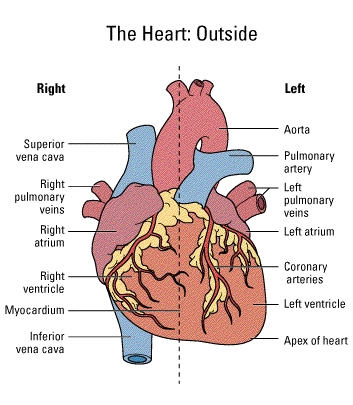 The Heart: Outside
Right
Left
Superior
vena cava
Right
pulmonary
veins
Right
atrium
Right
ventricle
Myocardium
Inferior
vena cava
Aorta
Pulmonary
artery
Left
pulmonary
veins
Left atrium
Coronary
arteries
Left ventricle
Apex of heart